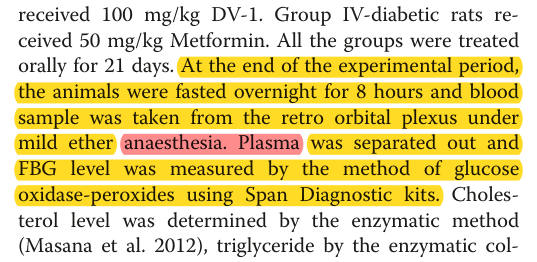 received 100 mg/kg DV-1. Group IV-diabetic rats re-
ceived 50 mg/kg Metformin. All the groups were treated
orally for 21 days. At the end of the experimental period,
the animals were fasted overnight for 8 hours and blood
sample was taken from the retro orbital plexus under
mild ether anaesthesia. Plasma was separated out and
FBG level was measured by the method of glucose
oxidase-peroxides using Span Diagnostic kits. Choles-
terol level was determined by the enzymatic method
(Masana et al. 2012), triglyceride by the enzymatic col-